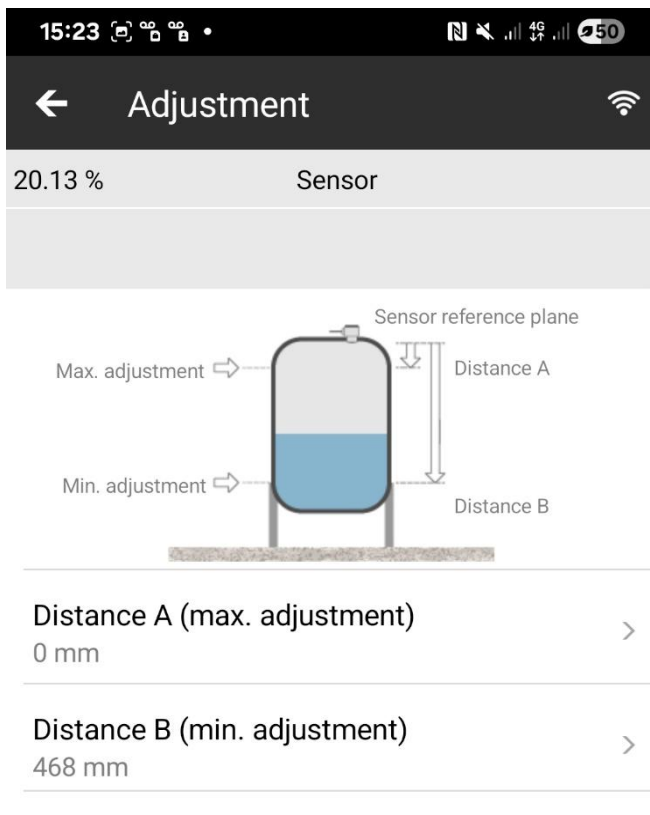 15:23 50
4G
Adjustment
20.13 % Sensor
Sensor reference plane
Max. adjustment Distance A
Min. adjustment
Distance B
Distance A (max. adjustment)
0 mm
Distance B (min. adjustment)
468 mm